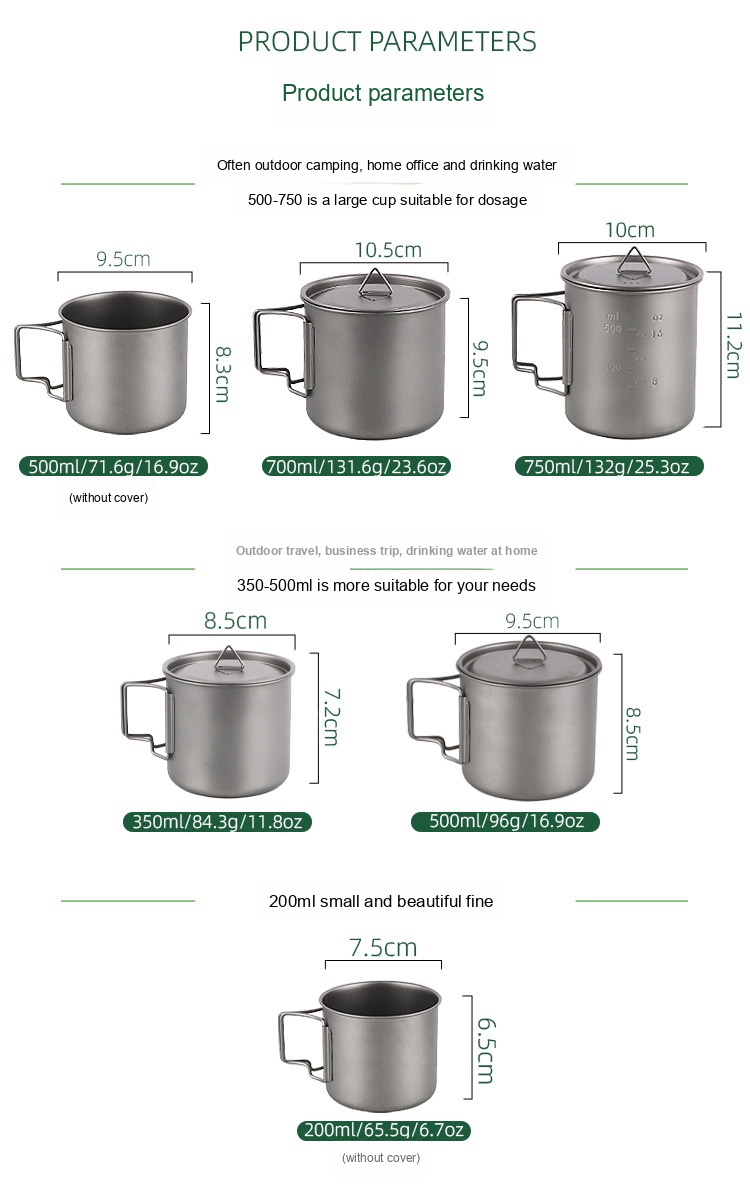 PRODUCT PARAMETERS
Product parameters
Often outdoor camping, home office and drinking water
500-750 is a large cup suitable for dosage
9.5cm
8.3cm
500ml/71.6g/16.9oz
(without cover)
10.5cm
9.5cm
700ml/131.6g/23.6oz
10cm
11.2cm
ml oz
500 16
8
750ml/132g/25.3oz
Outdoor travel, business trip, drinking water at home
350-500ml is more suitable for your needs
8.5cm
7.2cm
350ml/84.3g/11.8oz
9.5cm
8.5cm
500ml/96g/16.9oz
200ml small and beautiful fine
7.5cm
6.5cm
200ml/65.5g/6.7oz
(without cover)